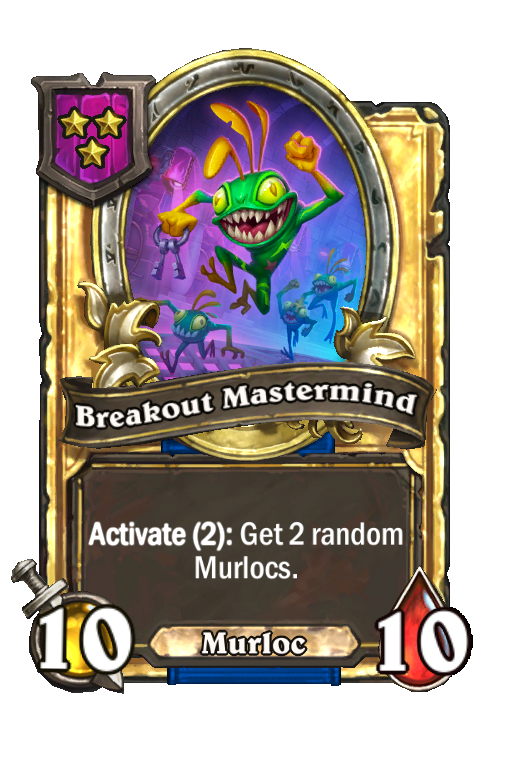 Breakout Mastermind
Activate (2): Get 2 random
Murlocs.
10
Murloc
10